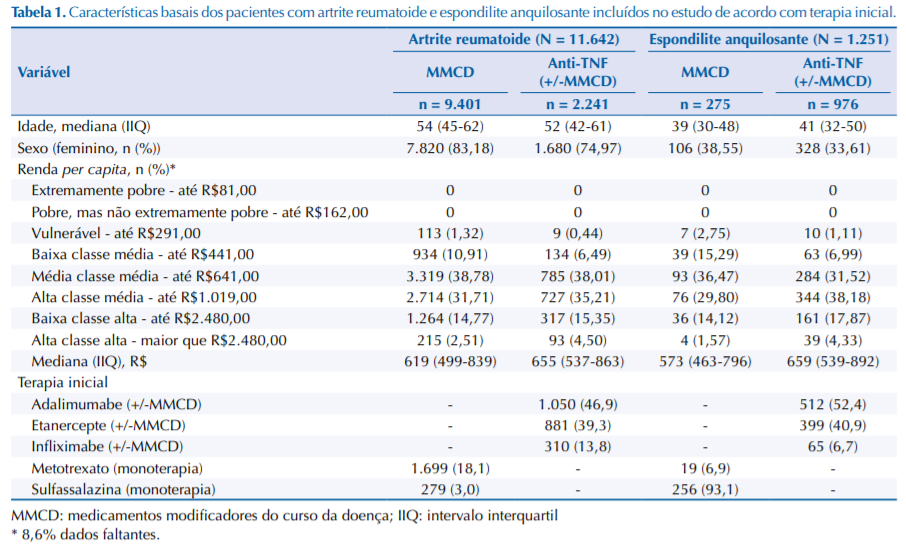 Tabela 1. Características basais dos pacientes com artrite reumatoide e espondilite anquilosante incluídos no estudo de acordo com terapia inicial.
Variável Artrite reumatoide (N = 11.642) Espondilite anquilosante (N = 1.251)
MMCD Anti-TNF (+/-MMCD) MMCD Anti-TNF (+/-MMCD)
n = 9.401 n = 2.241 n = 275 n = 976
Idade, mediana (IIQ) 54 (45-62) 52 (42-61) 39 (30-48) 41 (32-50)
Sexo (feminino, n (%)) 7.820 (83,18) 1.680 (74,97) 106 (38,55) 328 (33,61)
Renda per capita, n (%)*
Extremamente pobre - até R$81,00 0 0 0 0
Pobre, mas não extremamente pobre - até R$162,00 0 0 0 0
Vulnerável - até R$291,00 113 (1,32) 9 (0,44) 7 (2,75) 10 (1,11)
Baixa classe média - até R$441,00 934 (10,91) 134 (6,49) 39 (15,29) 63 (6,99)
Média classe média - até R$641,00 3.319 (38,78) 785 (38,01) 93 (36,47) 284 (31,52)
Alta classe média - até R$1.019,00 2.714 (31,71) 727 (35,21) 76 (29,80) 344 (38,18)
Baixa classe alta - até R$2.480,00 1.264 (14,77) 317 (15,35) 36 (14,12) 161 (17,87)
Alta classe alta - maior que R$2.480,00 215 (2,51) 93 (4,50) 4 (1,57) 39 (4,33)
Mediana (IIQ), R$ 619 (499-839) 655 (537-863) 573 (463-796) 659 (539-892)
Terapia inicial
Adalimumabe (+/-MMCD) - 1.050 (46,9) - 512 (52,4)
Etanercepte (+/-MMCD) - 881 (39,3) - 399 (40,9)
Infliximabe (+/-MMCD) - 310 (13,8) - 65 (6,7)
Metotrexato (monoterapia) 1.699 (18,1) - 19 (6,9) -
Sulfassalazina (monoterapia) 279 (3,0) - 256 (93,1) -
MMCD: medicamentos modificadores do curso da doença; IIQ: intervalo interquartil
* 8,6% dados faltantes.